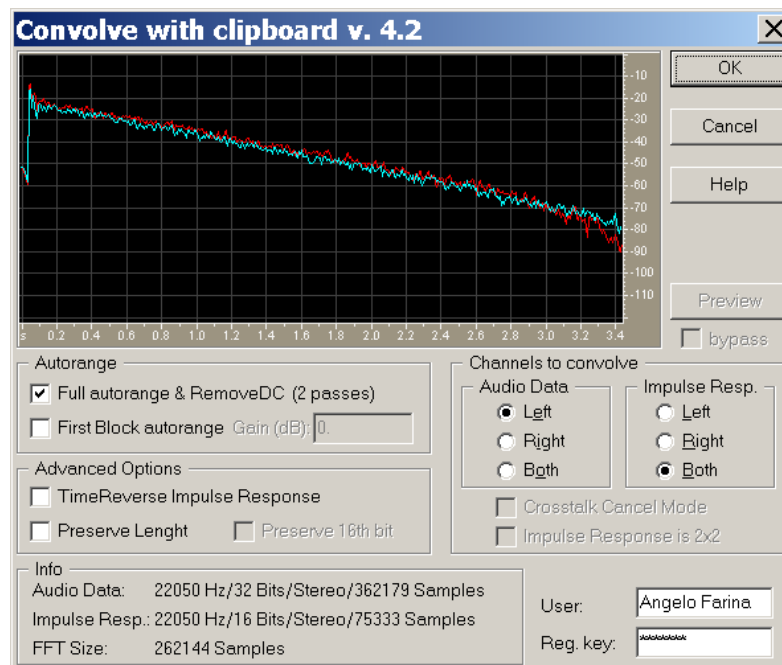 Convolve with clipboard v. 4.2
-10
-20
-30
-40
-50
-60
-70
-80
-90
-100
-110
s 0.2 0.4 0.6 0.8 1.0 1.2 1.4 1.6 1.8 2.0 2.2 2.4 2.6 2.8 3.0 3.2 3.4
OK
Cancel
Help
Preview
bypass
Autorange
Full autorange & RemoveDC (2 passes)
First Block autorange Gain (dB): 0.
Advanced Options
TimeReverse Impulse Response
Preserve Lenght Preserve 16th bit
Channels to convolve
Audio Data
Left
Right
Both
Impulse Resp.
Left
Right
Both
Crosstalk Cancel Mode
Impulse Response is 2x2
Info
Audio Data: 22050 Hz/32 Bits/Stereo/362179 Samples
Impulse Resp.: 22050 Hz/16 Bits/Stereo/75333 Samples
FFT Size: 262144 Samples
User: Angelo Farina
Reg. key: *********